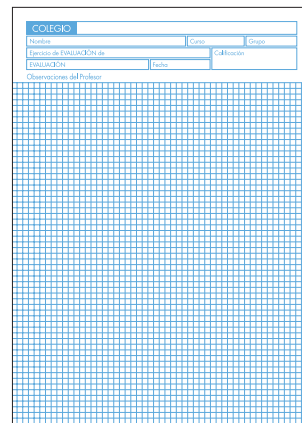 COLEGIO
Nombre Curso Grupo
Ejercicio de EVALUACIÓN de Calificación
EVALUACIÓN Fecha
Observaciones del Profesor